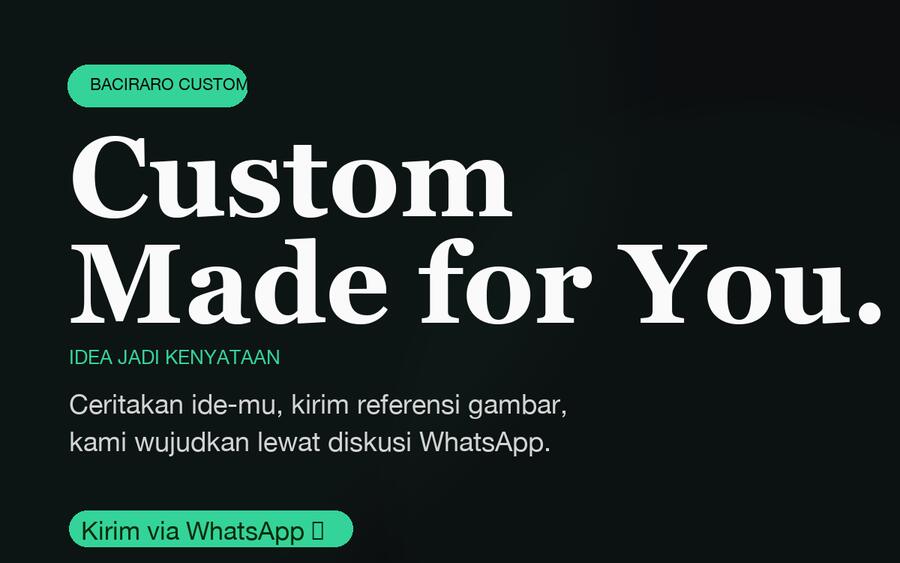 BACIRARO CUSTOM
Custom
Made for You.
IDEA JADI KENYATAAN
Ceritakan ide-mu, kirim referensi gambar,
kami wujudkan lewat diskusi WhatsApp.
Kirim via WhatsApp